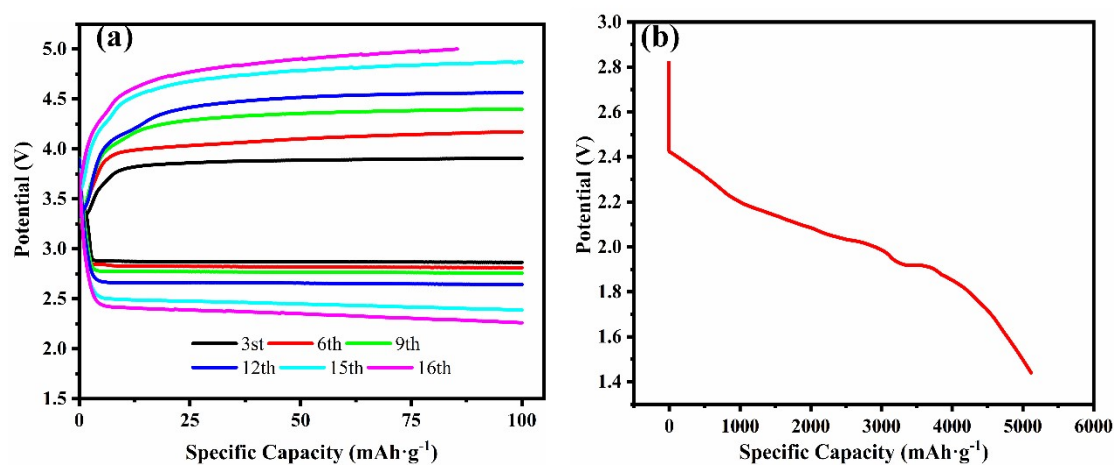 (a)
5.0
4.5
4.0
3.5
3.0
2.5
2.0
1.5
Potential (V)
3st 6th 9th
12th 15th 16th
0 25 50 75 100
Specific Capacity (mAh·g⁻¹)
(b)
3.0
2.8
2.6
2.4
2.2
2.0
1.8
1.6
1.4
Potential (V)
0 1000 2000 3000 4000 5000 6000
Specific Capacity (mAh·g⁻¹)